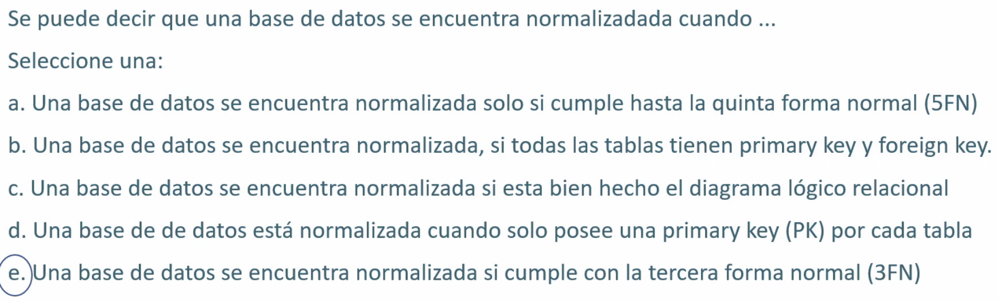 Se puede decir que una base de datos se encuentra normalizadada cuando ...
Seleccione una:
a. Una base de datos se encuentra normalizada solo si cumple hasta la quinta forma normal (5FN)
b. Una base de datos se encuentra normalizada, si todas las tablas tienen primary key y foreign key.
c. Una base de datos se encuentra normalizada si esta bien hecho el diagrama lógico relacional
d. Una base de de datos está normalizada cuando solo posee una primary key (PK) por cada tabla
e. Una base de datos se encuentra normalizada si cumple con la tercera forma normal (3FN)